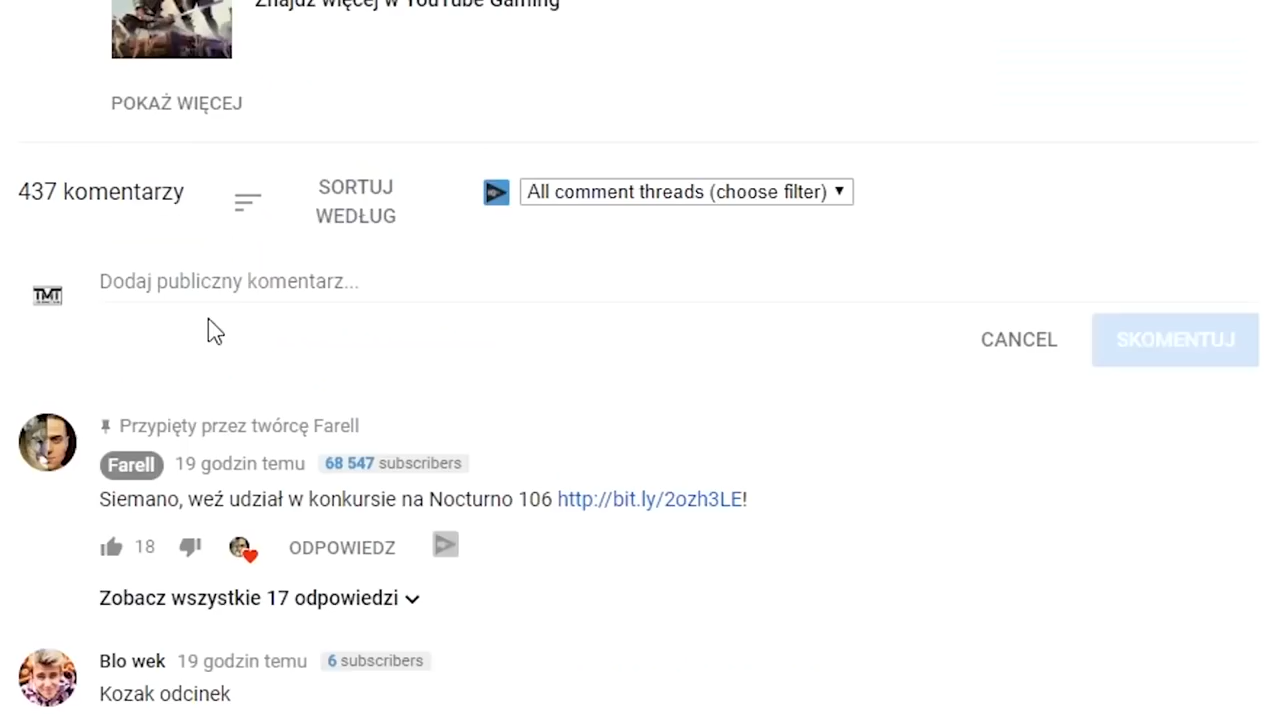 Znajdź więcej w YouTube Gaming
POKAŻ WIĘCEJ
437 komentarzy
SORTUJ
WEDŁUG
All comment threads (choose filter) ▼
Dodaj publiczny komentarz...
TMT
CANCEL
SKOMENTUJ
Przypięty przez twórcę Farell
Farell 19 godzin temu 68 547 subscribers
Siemano, weź udział w konkursie na Nocturno 106 http://bit.ly/2ozh3LE!
18
ODPOWIEDZ
Zobacz wszystkie 17 odpowiedzi
Blo wek 19 godzin temu 6 subscribers
Kozak odcinek